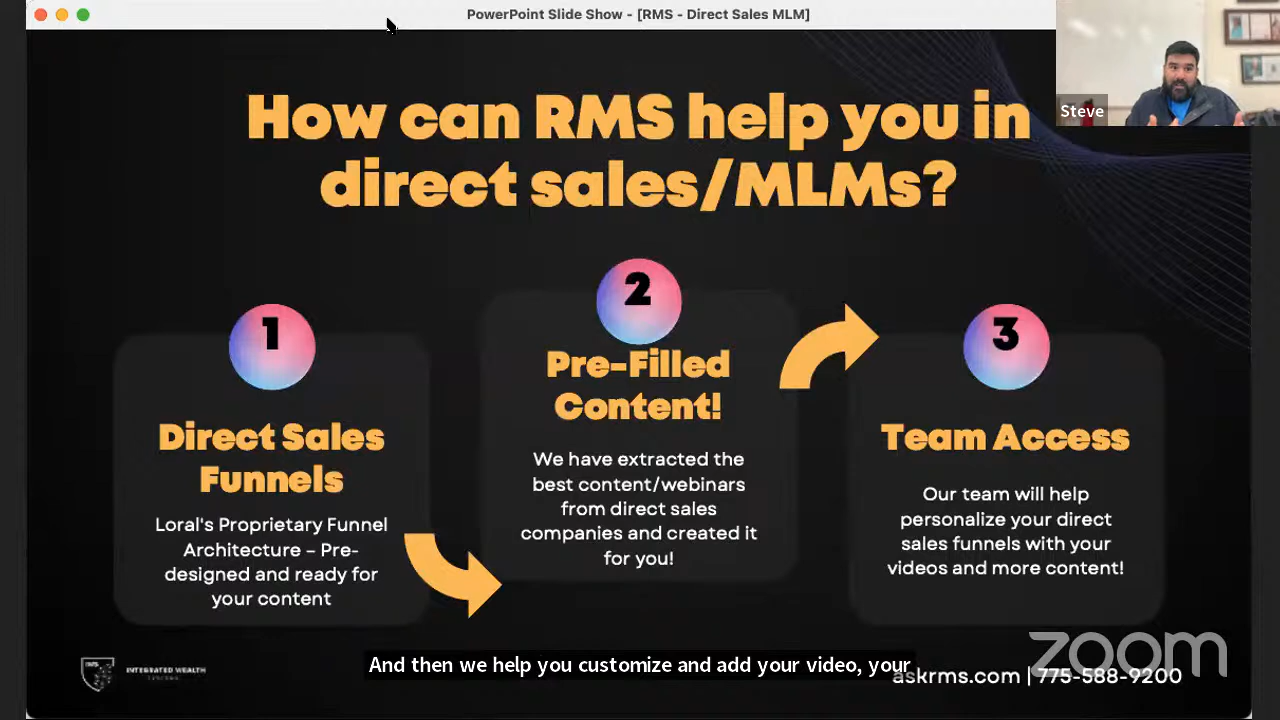 PowerPoint Slide Show - [RMS - Direct Sales MLM]
Steve
How can RMS help you in
direct sales/MLMs?
1
Direct Sales
Funnels
Loral's Proprietary Funnel
Architecture – Pre-
designed and ready for
your content
2
Pre-Filled
Content!
We have extracted the
best content/webinars
from direct sales
companies and created it
for you!
3
Team Access
Our team will help
personalize your direct
sales funnels with your
videos and more content!
RMS
INTEGRATED WEALTH
And then we help you customize and add your video, your
askrms.com | 775-588-9200
zoom